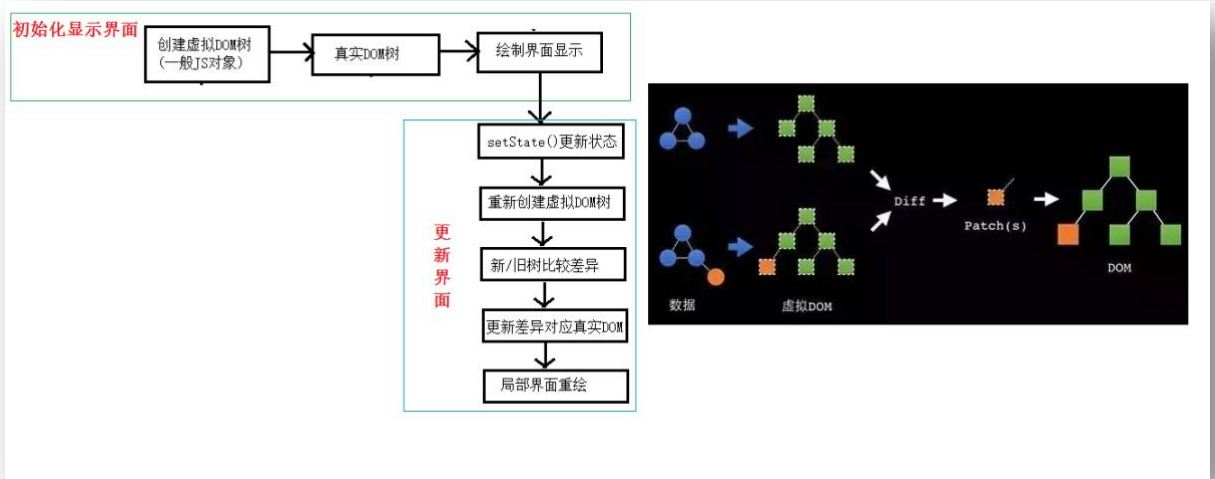 初始化显示界面
创建虚拟DOM树
(一般JS对象)
真实DOM树
绘制界面显示
setState()更新状态
重新创建虚拟DOM树
新/旧树比较差异
更新差异对应真实DOM
局部界面重绘
更
新
界
面
Diff
Patch(s)
DOM
数据
虚拟DOM